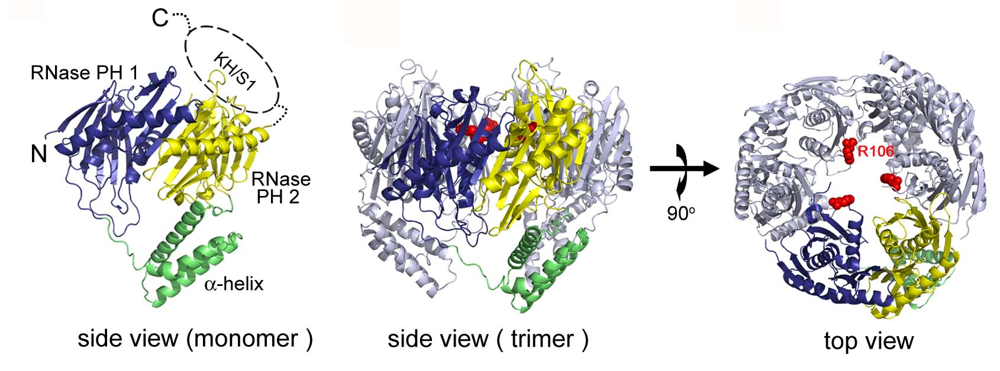 C
KH/S1
RNase PH 1
N
RNase
PH 2
α-helix
side view (monomer )
side view ( trimer )
90°
R106
top view